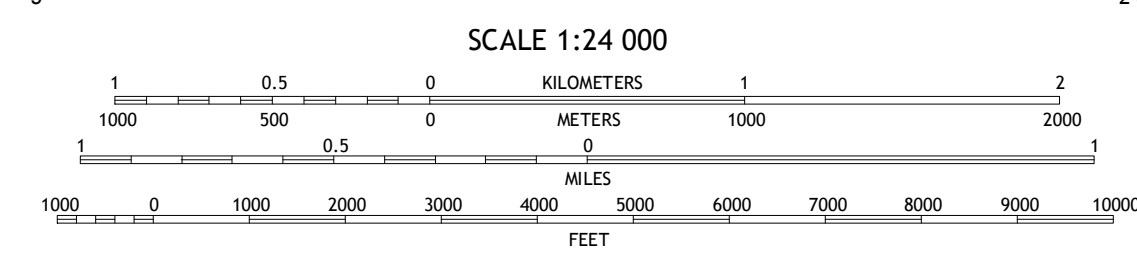 SCALE 1:24 000
1 0.5 0 KILOMETERS 1 2
1000 500 0 METERS 1000 2000
1 0.5 0 1
MILES
1000 0 1000 2000 3000 4000 5000 6000 7000 8000 9000 10000
FEET